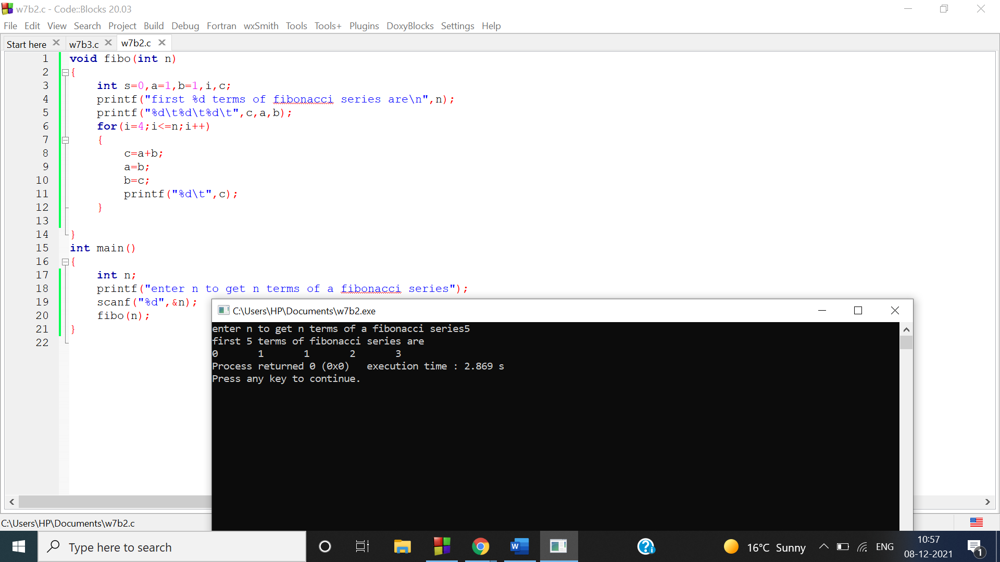 w7b2.c - Code::Blocks 20.03
File Edit View Search Project Build Debug Fortran wxSmith Tools Tools+ Plugins DoxyBlocks Settings Help
Start here w7b3.c w7b2.c
1 void fibo(int n)
2 {
3 int s=0,a=1,b=1,i,c;
4 printf("first %d terms of fibonacci series are\n",n);
5 printf("%d\t%d\t%d\t",c,a,b);
6 for(i=4;i<=n;i++)
7 {
8 c=a+b;
9 a=b;
10 b=c;
11 printf("%d\t",c);
12 }
13
14 }
15 int main()
16 {
17 int n;
18 printf("enter n to get n terms of a fibonacci series");
19 scanf("%d",&n);
20 fibo(n);
21 }
22
C:\Users\HP\Documents\w7b2.exe
enter n to get n terms of a fibonacci series5
first 5 terms of fibonacci series are
0 1 1 2 3
Process returned 0 (0x0) execution time : 2.869 s
Press any key to continue.
C:\Users\HP\Documents\w7b2.c
Type here to search
W
16°C Sunny
ENG
10:57
08-12-2021
1